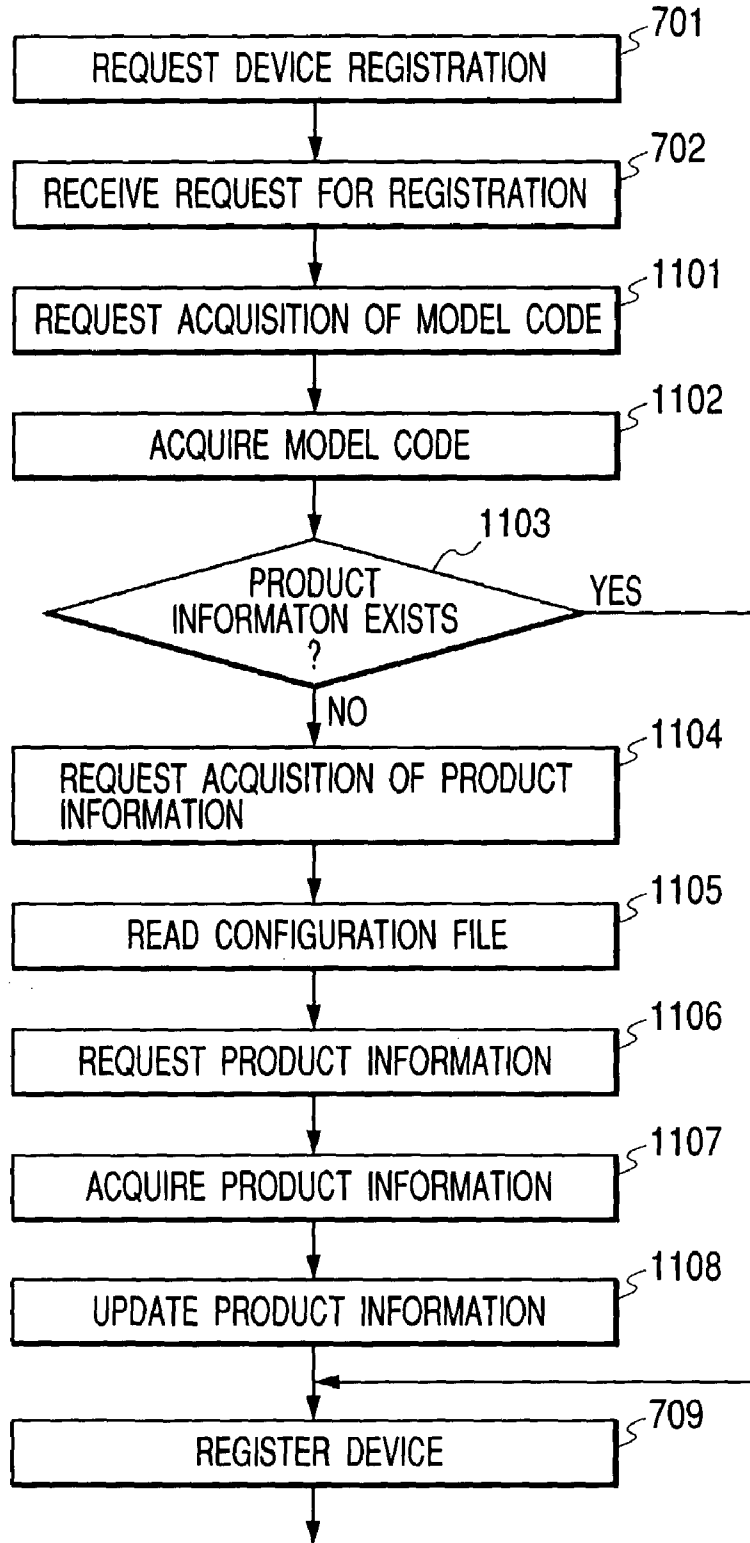 701
REQUEST DEVICE REGISTRATION
702
RECEIVE REQUEST FOR REGISTRATION
1101
REQUEST ACQUISITION OF MODEL CODE
1102
ACQUIRE MODEL CODE
1103
PRODUCT
INFORMATON EXISTS
?
YES
NO
1104
REQUEST ACQUISITION OF PRODUCT
INFORMATION
1105
READ CONFIGURATION FILE
1106
REQUEST PRODUCT INFORMATION
1107
ACQUIRE PRODUCT INFORMATION
1108
UPDATE PRODUCT INFORMATION
709
REGISTER DEVICE